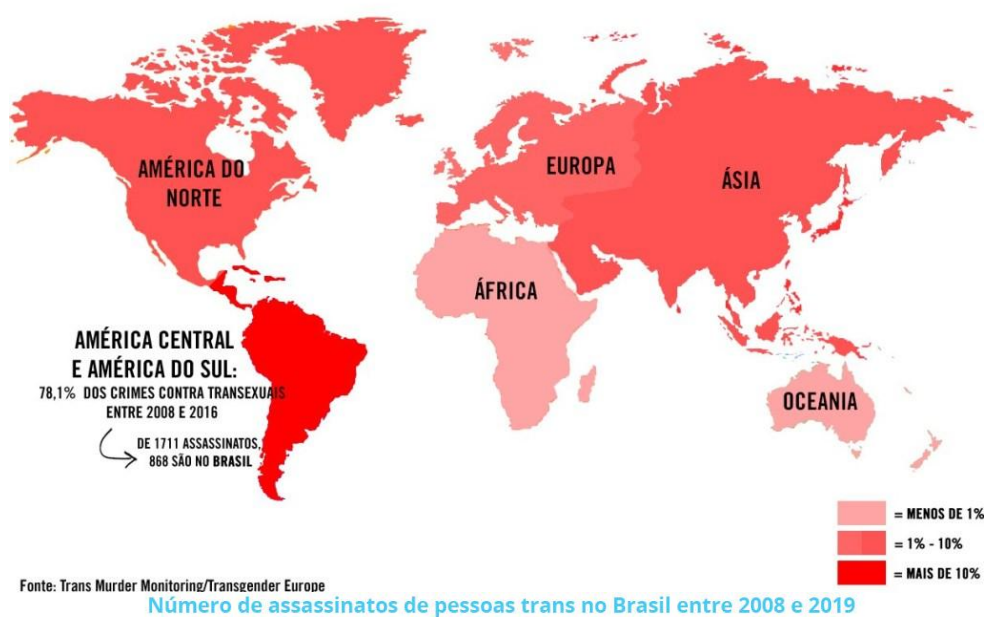 AMÉRICA DO
NORTE
EUROPA
ÁSIA
ÁFRICA
AMÉRICA CENTRAL
E AMÉRICA DO SUL:
78,1% DOS CRIMES CONTRA TRANSEXUAIS
ENTRE 2008 E 2016
DE 1711 ASSASSINATOS,
868 SÃO NO BRASIL
OCEANIA
= MENOS DE 1%
= 1% - 10%
= MAIS DE 10%
Fonte: Trans Murder Monitoring/Transgender Europe
Número de assassinatos de pessoas trans no Brasil entre 2008 e 2019